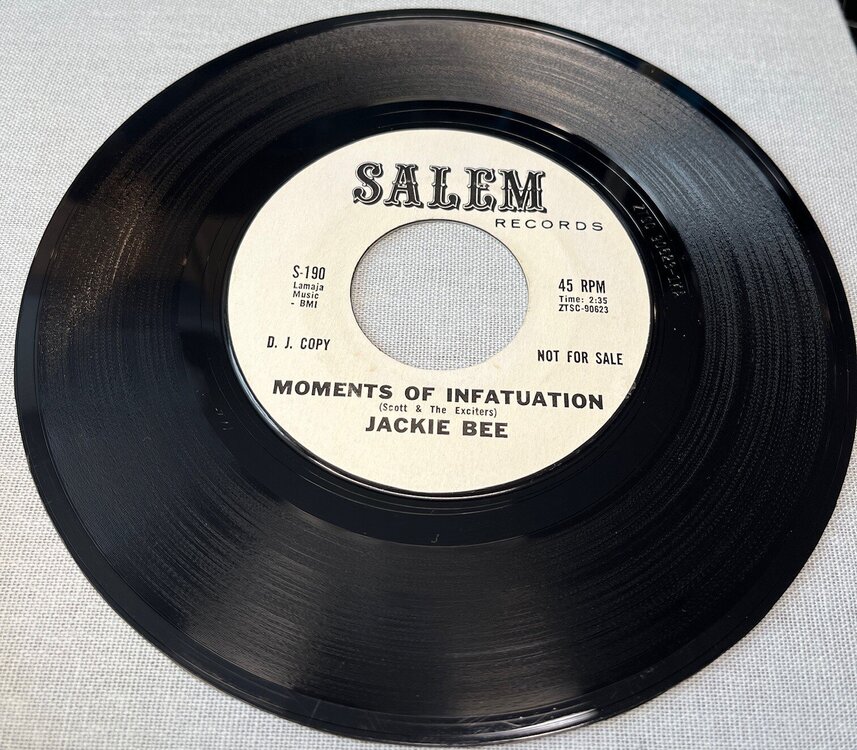 SALEM
RECORDS
S-190
Lamaja
Music
- BMI
45 RPM
Time: 2:35
ZTSC-90623
D. J. COPY
NOT FOR SALE
MOMENTS OF INFATUATION
(Scott & The Exciters)
JACKIE BEE
J